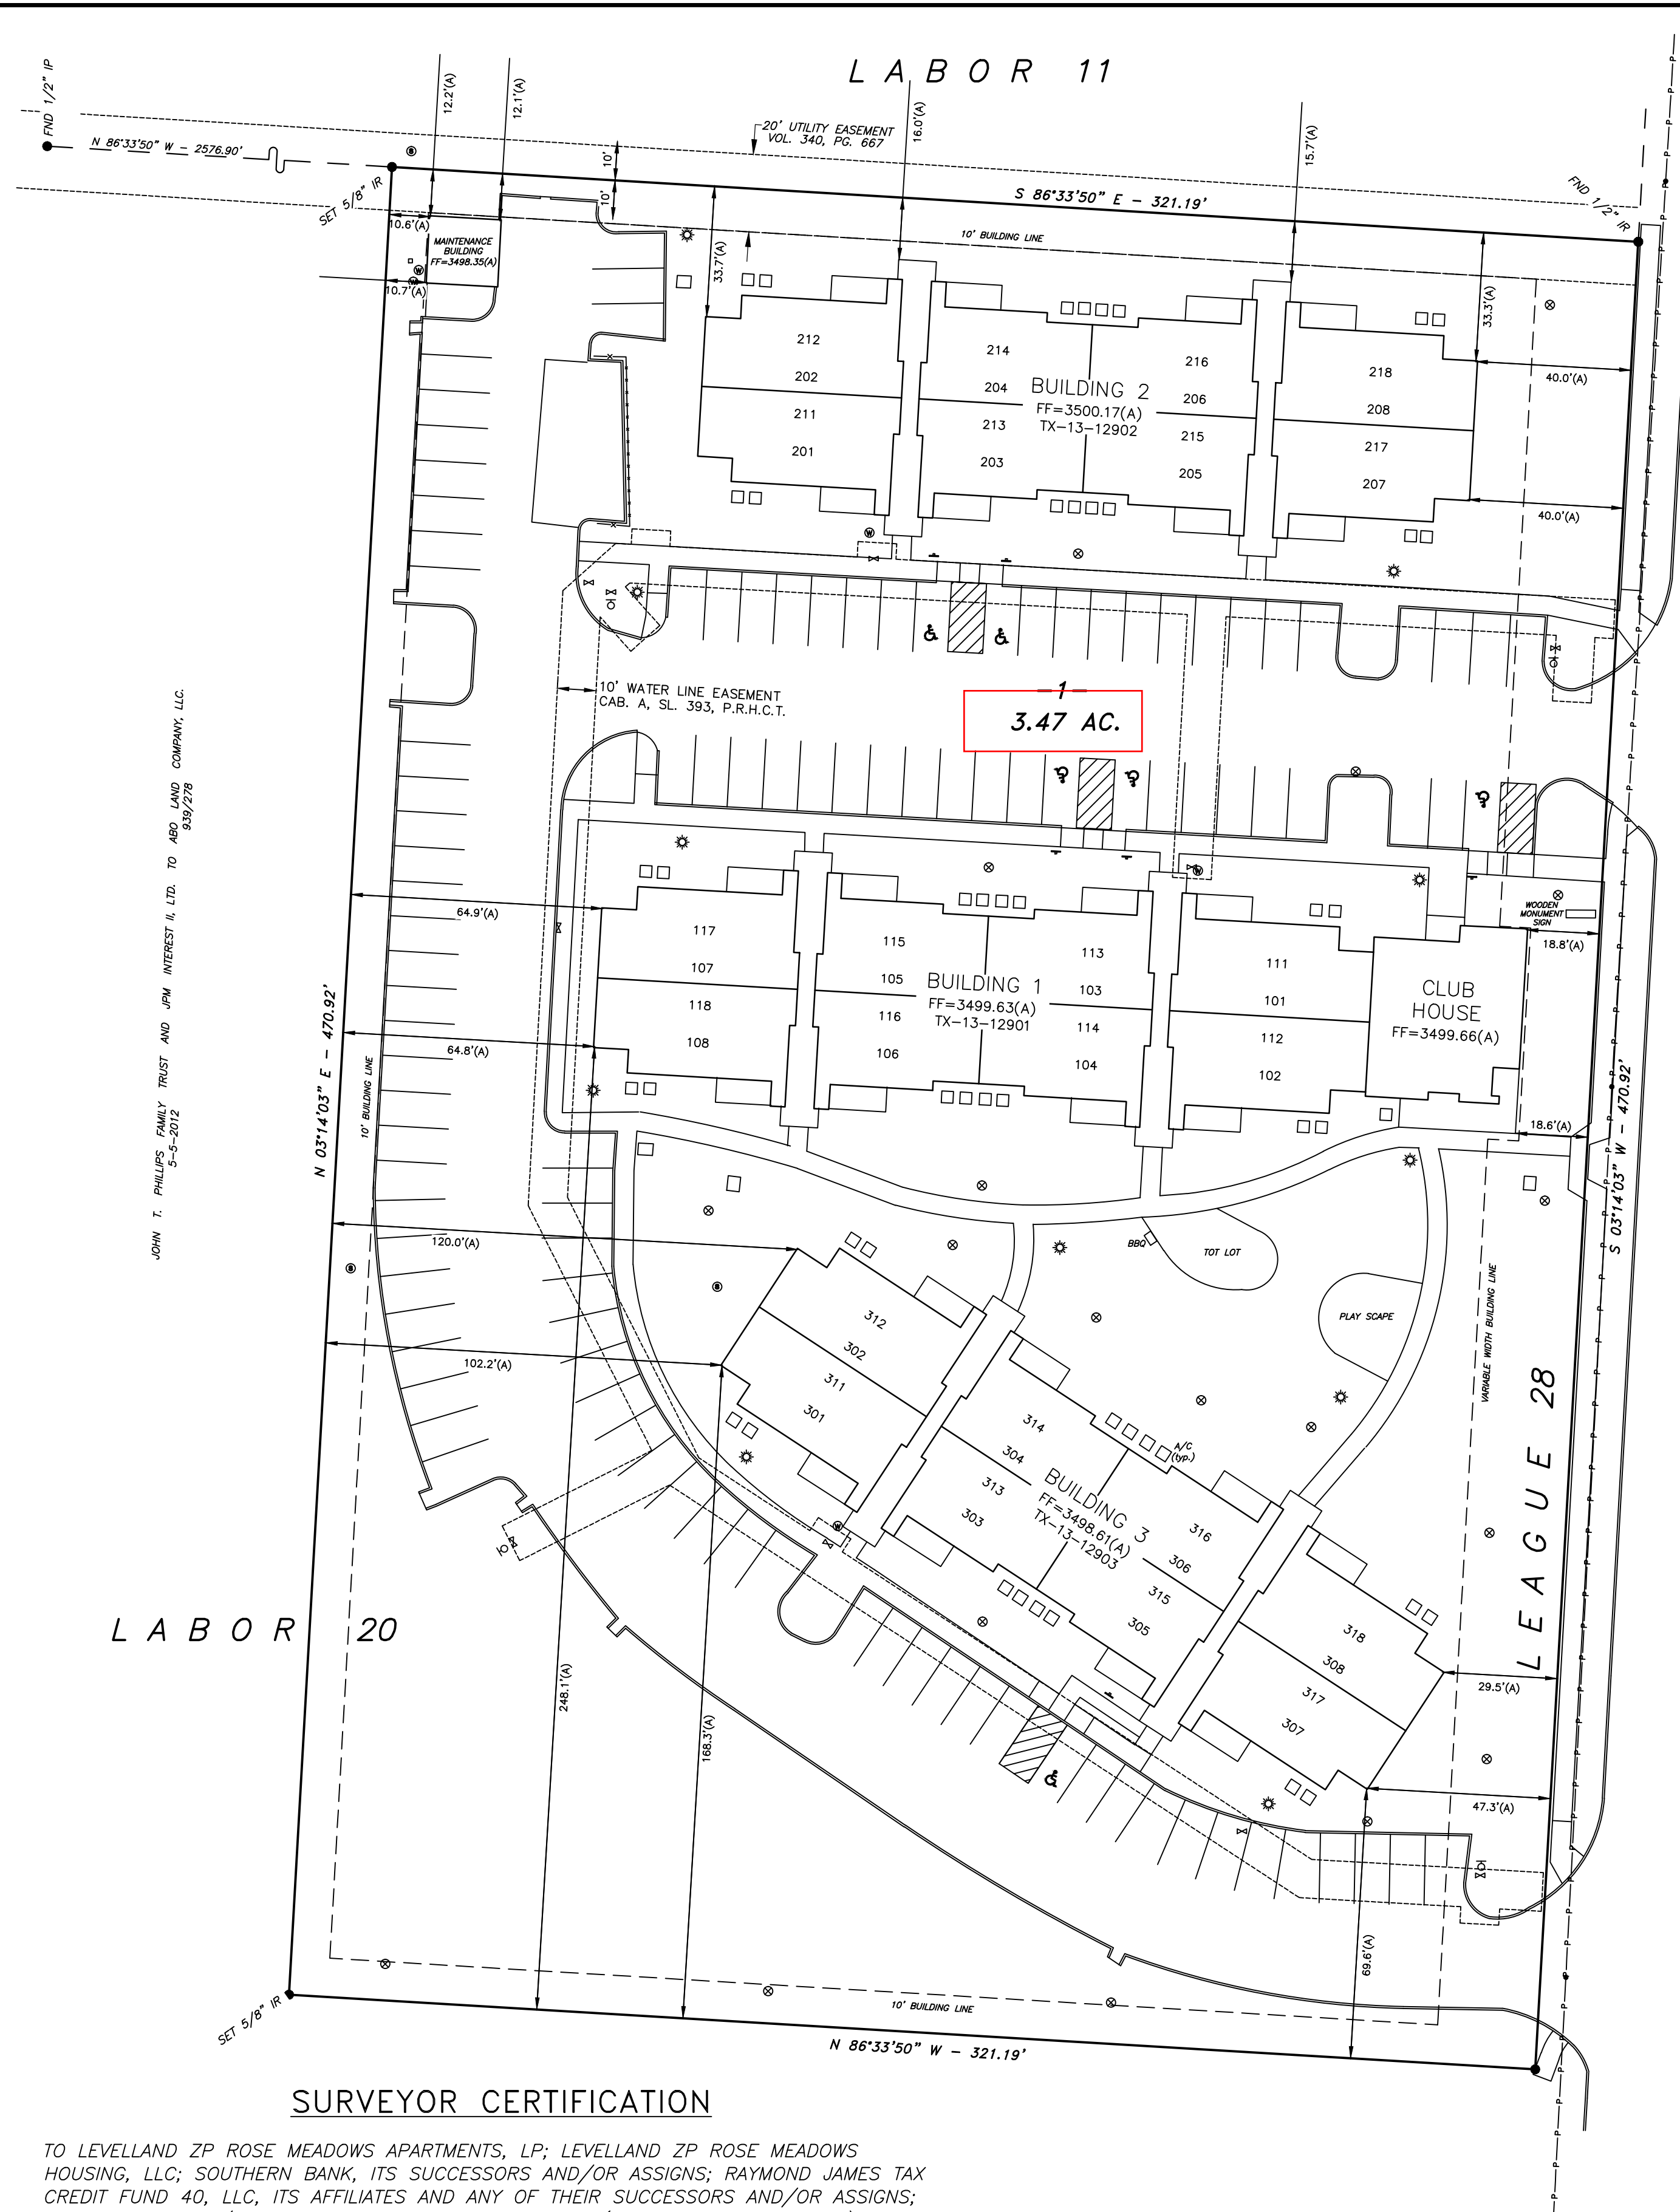 LABOR 11
FND 1/2" IP
N 86°33'50" W - 2576.90'
12.2'(A)
12.1'(A)
20' UTILITY EASEMENT
VOL. 340, PG. 667
16.0'(A)
15.7'(A)
10'
10'
S 86°33'50" E - 321.19'
FND 1/2" IR
SET 5/8" IR
10.6'(A)
MAINTENANCE
BUILDING
FF=3498.35(A)
10.7'(A)
10' BUILDING LINE
33.7'(A)
33.3'(A)
40.0'(A)
40.0'(A)
212
202
211
201
214
204
213
203
BUILDING 2
FF=3500.17(A)
TX-13-12902
216
206
215
205
218
208
217
207
10' WATER LINE EASEMENT
CAB. A, SL. 393, P.R.H.C.T.
1
3.47 AC.
JOHN T. PHILLIPS FAMILY TRUST AND JPM INTEREST II, LTD. TO ABO LAND COMPANY, LLC.
5-5-2012 939/278
N 03°14'03" E - 470.92'
10' BUILDING LINE
64.9'(A)
64.8'(A)
117
107
118
108
115
105
116
106
BUILDING 1
FF=3499.63(A)
TX-13-12901
113
103
114
104
111
101
112
102
CLUB
HOUSE
FF=3499.66(A)
WOODEN
MONUMENT
SIGN
18.8'(A)
18.6'(A)
S 03°14'03" W - 470.92'
120.0'(A)
102.2'(A)
BBQ
TOT LOT
PLAY SCAPE
VARIABLE WIDTH BUILDING LINE
LEAGUE 28
312
302
311
301
314
304
313
303
A/C
(typ.)
BUILDING 3
FF=3498.61(A)
TX-13-12903
316
306
315
305
318
308
317
307
29.5'(A)
47.3'(A)
LABOR 20
248.1'(A)
168.3'(A)
69.6'(A)
10' BUILDING LINE
SET 5/8" IR
N 86°33'50" W - 321.19'
SURVEYOR CERTIFICATION
TO LEVELLAND ZP ROSE MEADOWS APARTMENTS, LP; LEVELLAND ZP ROSE MEADOWS
HOUSING, LLC; SOUTHERN BANK, ITS SUCCESSORS AND/OR ASSIGNS; RAYMOND JAMES TAX
CREDIT FUND 40, LLC, ITS AFFILIATES AND ANY OF THEIR SUCCESSORS AND/OR ASSIGNS;